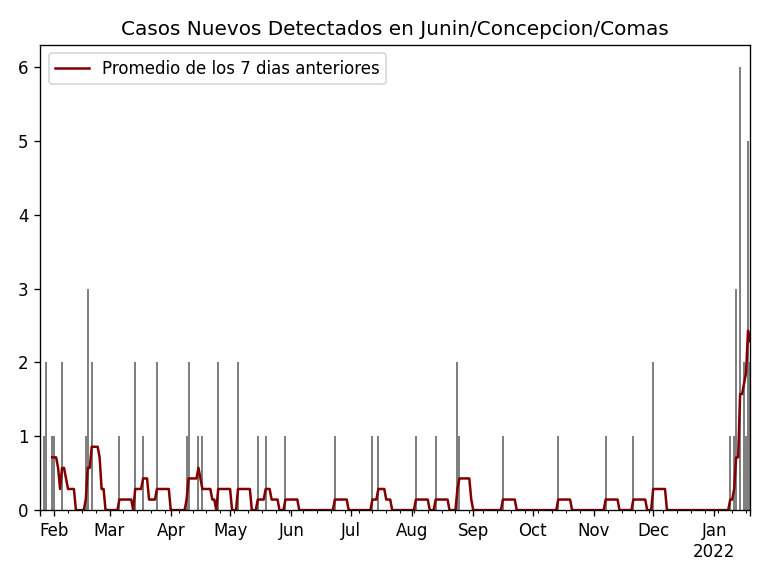 Casos Nuevos Detectados en Junin/Concepcion/Comas
Promedio de los 7 dias anteriores
6
5
4
3
2
1
0
Feb Mar Apr May Jun Jul Aug Sep Oct Nov Dec Jan
2022